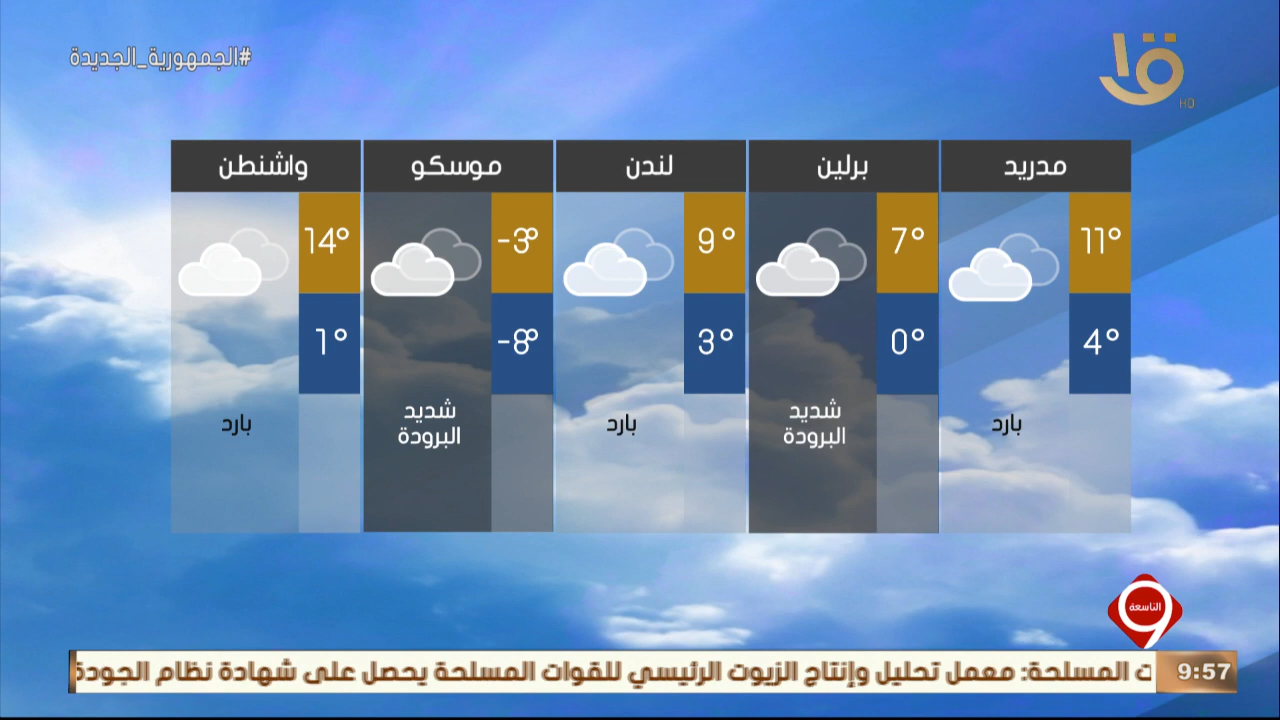 #الجمهورية_الجديدة
HD
مدريد
11°
4°
بارد
برلين
7°
0°
شديد
البرودة
لندن
9°
3°
بارد
موسكو
-3°
-8°
شديد
البرودة
واشنطن
14°
1°
بارد
التاسعة
9
9:57
ت المسلحة: معمل تحليل وإنتاج الزيوت الرئيسي للقوات المسلحة يحصل على شهادة نظام الجودة